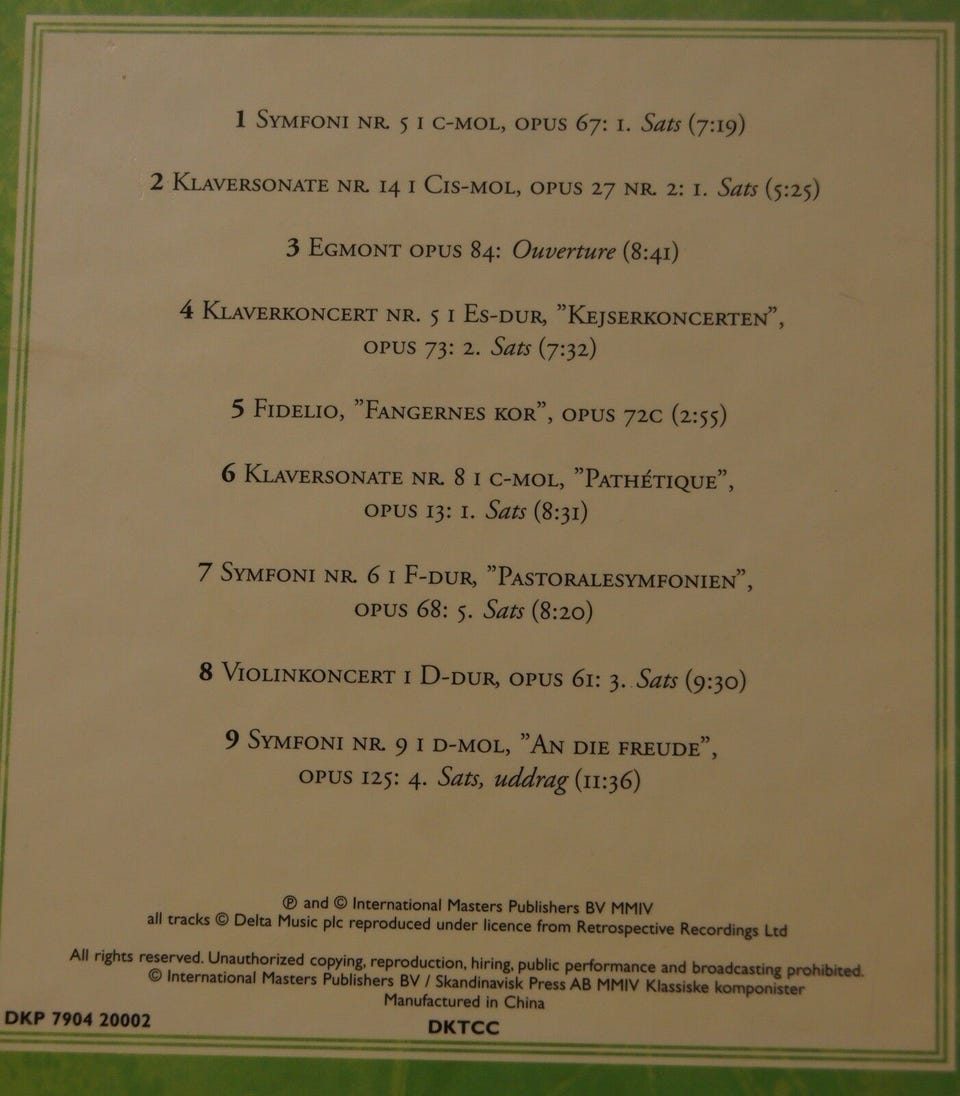 1 Symfoni nr. 5 i c-mol, opus 67: 1. Sats (7:19)
2 Klaversonate nr. 14 i Cis-mol, opus 27 nr. 2: 1. Sats (5:25)
3 Egmont opus 84: Ouverture (8:41)
4 Klaverkoncert nr. 5 i Es-dur, ”Kejserkoncerten”,
opus 73: 2. Sats (7:32)
5 Fidelio, ”Fangernes kor”, opus 72c (2:55)
6 Klaversonate nr. 8 i c-mol, ”Pathétique”,
opus 13: 1. Sats (8:31)
7 Symfoni nr. 6 i F-dur, ”Pastoralesymfonien”,
opus 68: 5. Sats (8:20)
8 Violinkoncert i D-dur, opus 61: 3. Sats (9:30)
9 Symfoni nr. 9 i d-mol, ”An die freude”,
opus 125: 4. Sats, uddrag (11:36)
℗ and © International Masters Publishers BV MMIV
all tracks © Delta Music plc reproduced under licence from Retrospective Recordings Ltd
All rights reserved. Unauthorized copying, reproduction, hiring, public performance and broadcasting prohibited.
© International Masters Publishers BV / Skandinavisk Press AB MMIV Klassiske komponister
Manufactured in China
DKP 7904 20002
DKTCC